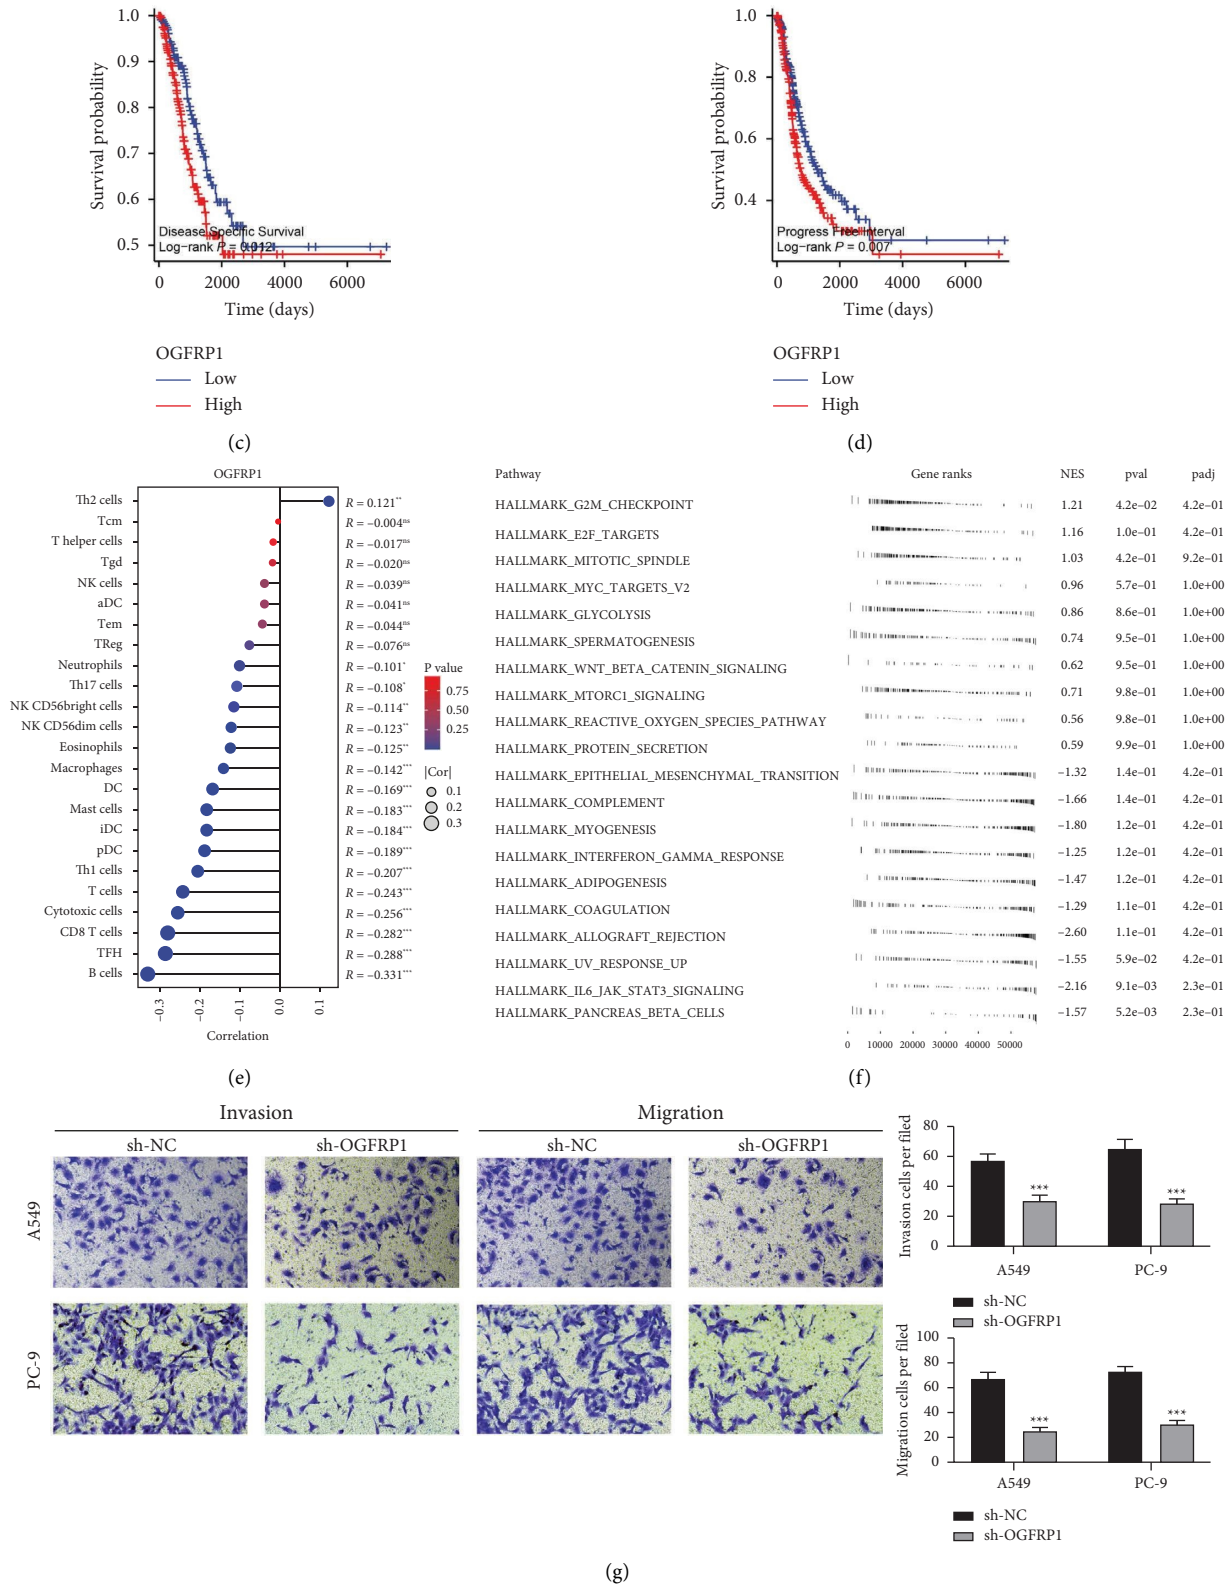 1.0
0.9
0.8
0.7
0.6
0.5
Survival probability
Disease Specific Survival
Log-rank P = 0.012
0 2000 4000 6000
Time (days)
OGFRP1
Low
High
(c)
1.0
0.8
0.6
0.4
Survival probability
Progress Free Interval
Log-rank P = 0.007
0 2000 4000 6000
Time (days)
OGFRP1
Low
High
(d)
OGFRP1
Th2 cells R = 0.121**
Tcm R = −0.004ns
T helper cells R = −0.017ns
Tgd R = −0.020ns
NK cells R = −0.039ns
aDC R = −0.041ns
Tem R = −0.044ns
TReg R = −0.076ns
Neutrophils R = −0.101*
Th17 cells R = −0.108*
NK CD56bright cells R = −0.114**
NK CD56dim cells R = −0.123**
Eosinophils R = −0.125**
Macrophages R = −0.142***
DC R = −0.169***
Mast cells R = −0.183***
iDC R = −0.184***
pDC R = −0.189***
Th1 cells R = −0.207***
T cells R = −0.243***
Cytotoxic cells R = −0.256***
CD8 T cells R = −0.282***
TFH R = −0.288***
B cells R = −0.331***
−0.3 −0.2 −0.1 0.0 0.1
Correlation
P value
0.75
0.50
0.25
|Cor|
0.1
0.2
0.3
(e)
Pathway Gene ranks NES pval padj
HALLMARK_G2M_CHECKPOINT 1.21 4.2e−02 4.2e−01
HALLMARK_E2F_TARGETS 1.16 1.0e−01 4.2e−01
HALLMARK_MITOTIC_SPINDLE 1.03 4.2e−01 9.2e−01
HALLMARK_MYC_TARGETS_V2 0.96 5.7e−01 1.0e+00
HALLMARK_GLYCOLYSIS 0.86 8.6e−01 1.0e+00
HALLMARK_SPERMATOGENESIS 0.74 9.5e−01 1.0e+00
HALLMARK_WNT_BETA_CATENIN_SIGNALING 0.62 9.5e−01 1.0e+00
HALLMARK_MTORC1_SIGNALING 0.71 9.8e−01 1.0e+00
HALLMARK_REACTIVE_OXYGEN_SPECIES_PATHWAY 0.56 9.8e−01 1.0e+00
HALLMARK_PROTEIN_SECRETION 0.59 9.9e−01 1.0e+00
HALLMARK_EPITHELIAL_MESENCHYMAL_TRANSITION −1.32 1.4e−01 4.2e−01
HALLMARK_COMPLEMENT −1.66 1.4e−01 4.2e−01
HALLMARK_MYOGENESIS −1.80 1.2e−01 4.2e−01
HALLMARK_INTERFERON_GAMMA_RESPONSE −1.25 1.2e−01 4.2e−01
HALLMARK_ADIPOGENESIS −1.47 1.2e−01 4.2e−01
HALLMARK_COAGULATION −1.29 1.1e−01 4.2e−01
HALLMARK_ALLOGRAFT_REJECTION −2.60 1.1e−01 4.2e−01
HALLMARK_UV_RESPONSE_UP −1.55 5.9e−02 4.2e−01
HALLMARK_IL6_JAK_STAT3_SIGNALING −2.16 9.1e−03 2.3e−01
HALLMARK_PANCREAS_BETA_CELLS −1.57 5.2e−03 2.3e−01
0 10000 20000 30000 40000 50000
(f)
Invasion Migration
sh-NC sh-OGFRP1 sh-NC sh-OGFRP1
A549
PC-9
80
60
40
20
0
Invasion cells per filed
*** ***
A549 PC-9
sh-NC
sh-OGFRP1
100
80
60
40
20
0
Migration cells per filed
*** ***
A549 PC-9
sh-NC
sh-OGFRP1
(g)